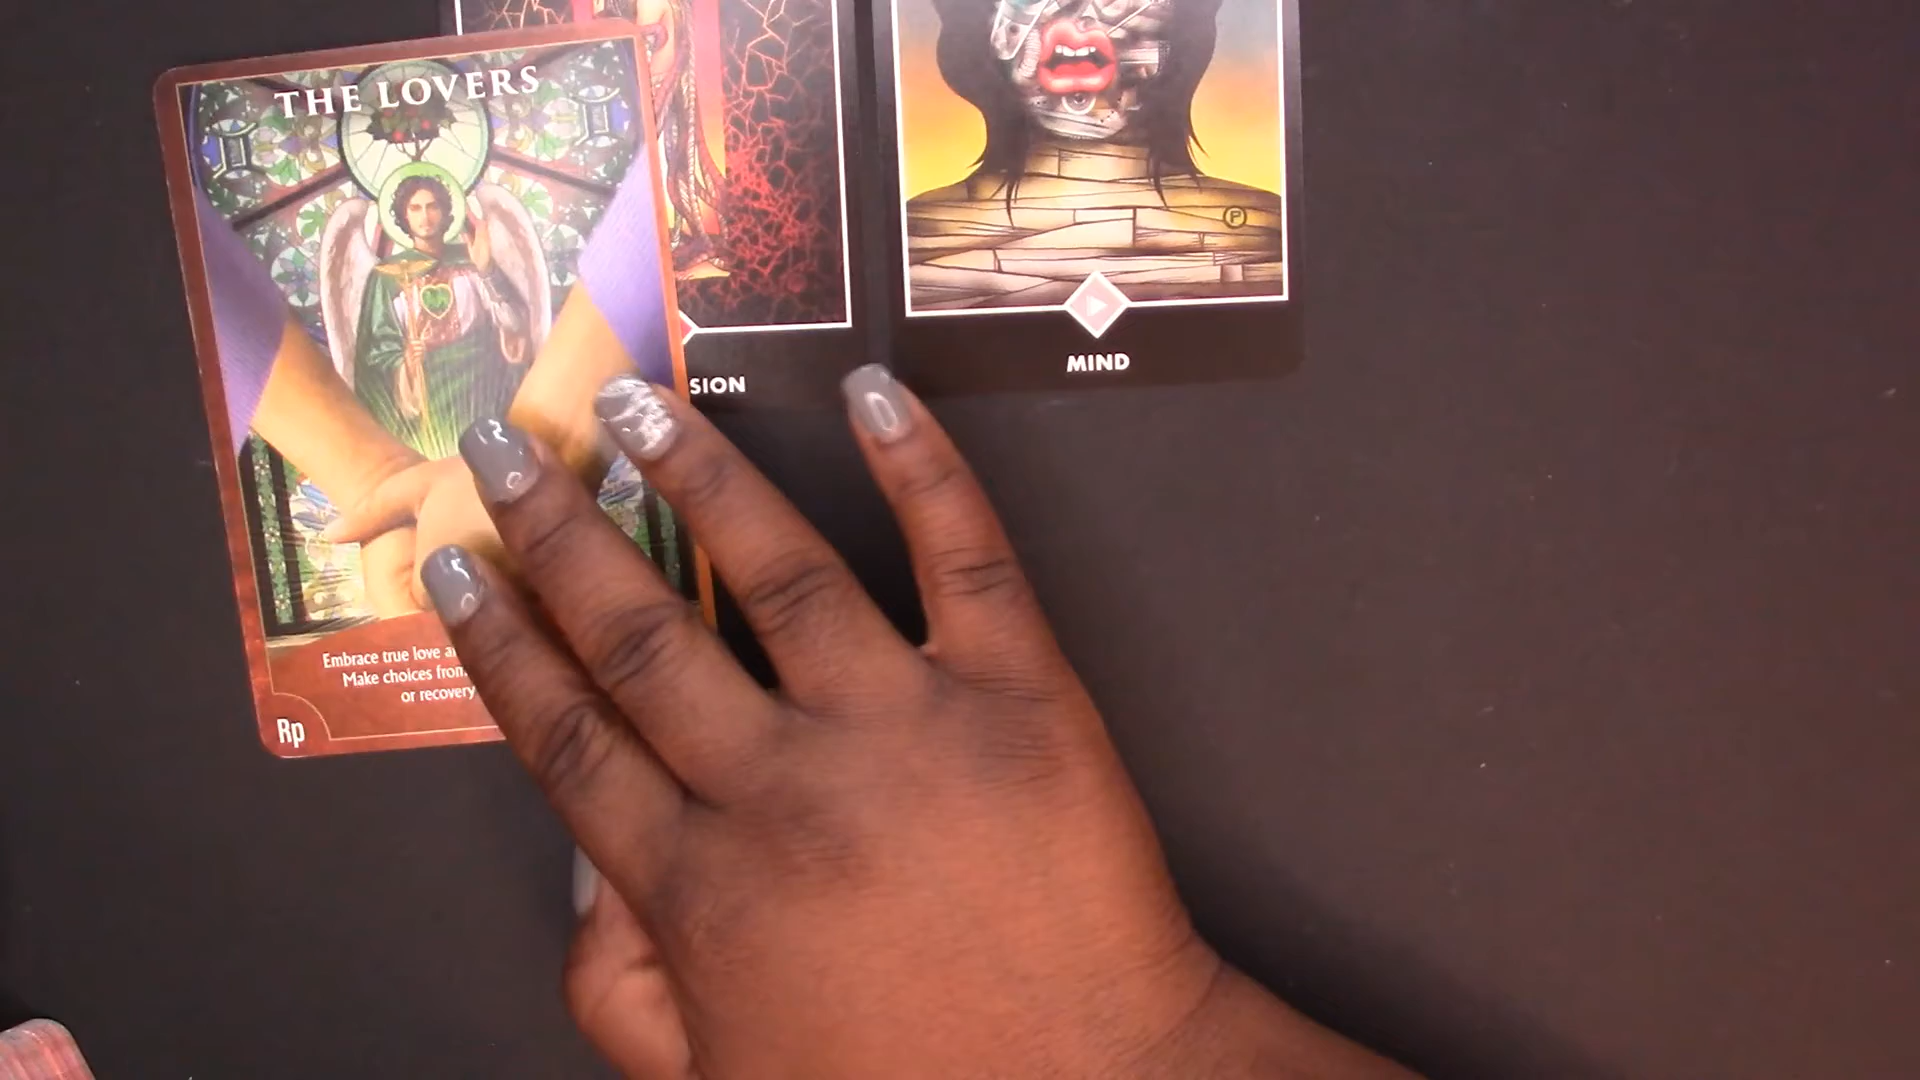 THE LOVERS
SION
MIND
P
Embrace true love a
Make choices from
or recovery
Rp